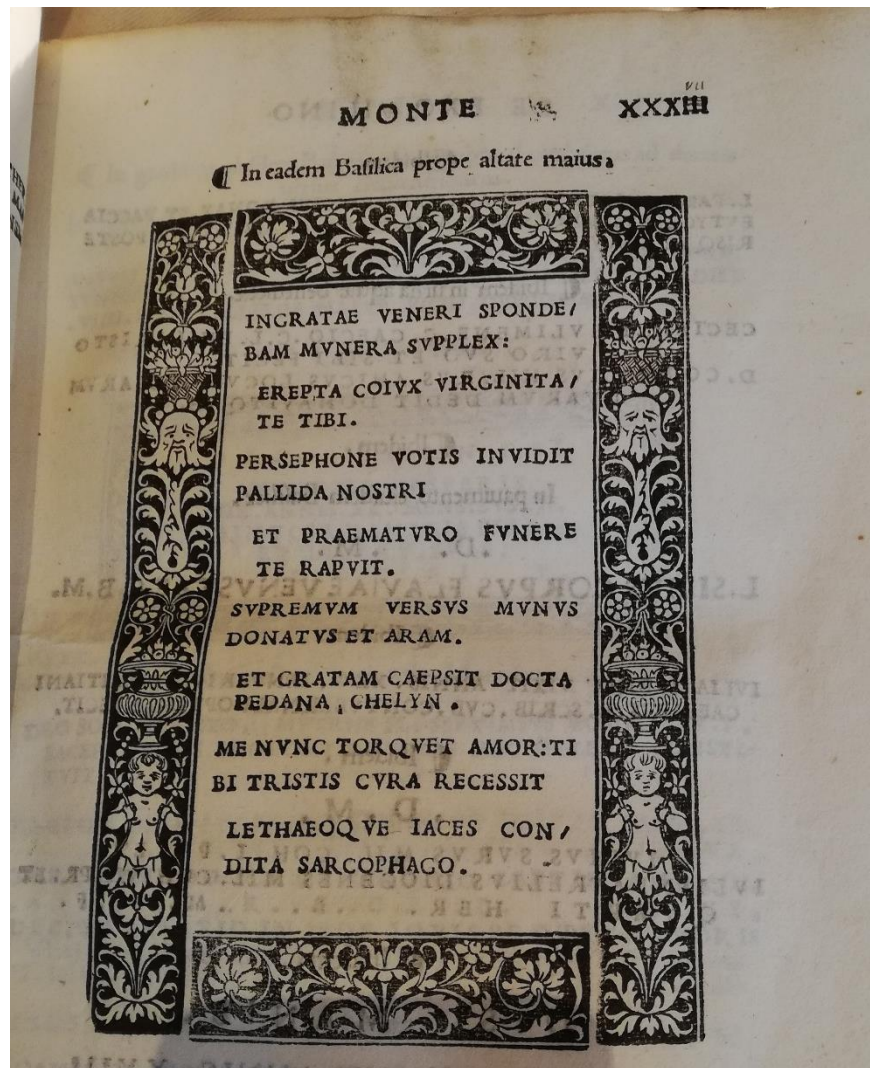 VII
MONTE XXXIIII
⸿ In eadem Basilica prope altate maius.
INGRATAE VENERI SPONDE/
BAM MVNERA SVPPLEX:
EREPTA COIVX VIRGINITA/
TE TIBI.
PERSEPHONE VOTIS INVIDIT
PALLIDA NOSTRI
ET PRAEMATVRO FVNERE
TE RAPVIT.
SVPREMVM VERSVS MVNVS
DONATVS ET ARAM.
ET GRATAM CAEPSIT DOCTA
PEDANA, CHELYN.
ME NVNC TORQVET AMOR:TI
BI TRISTIS CVRA RECESSIT
LETHAEOQVE IACES CON/
DITA SARCOPHAGO.